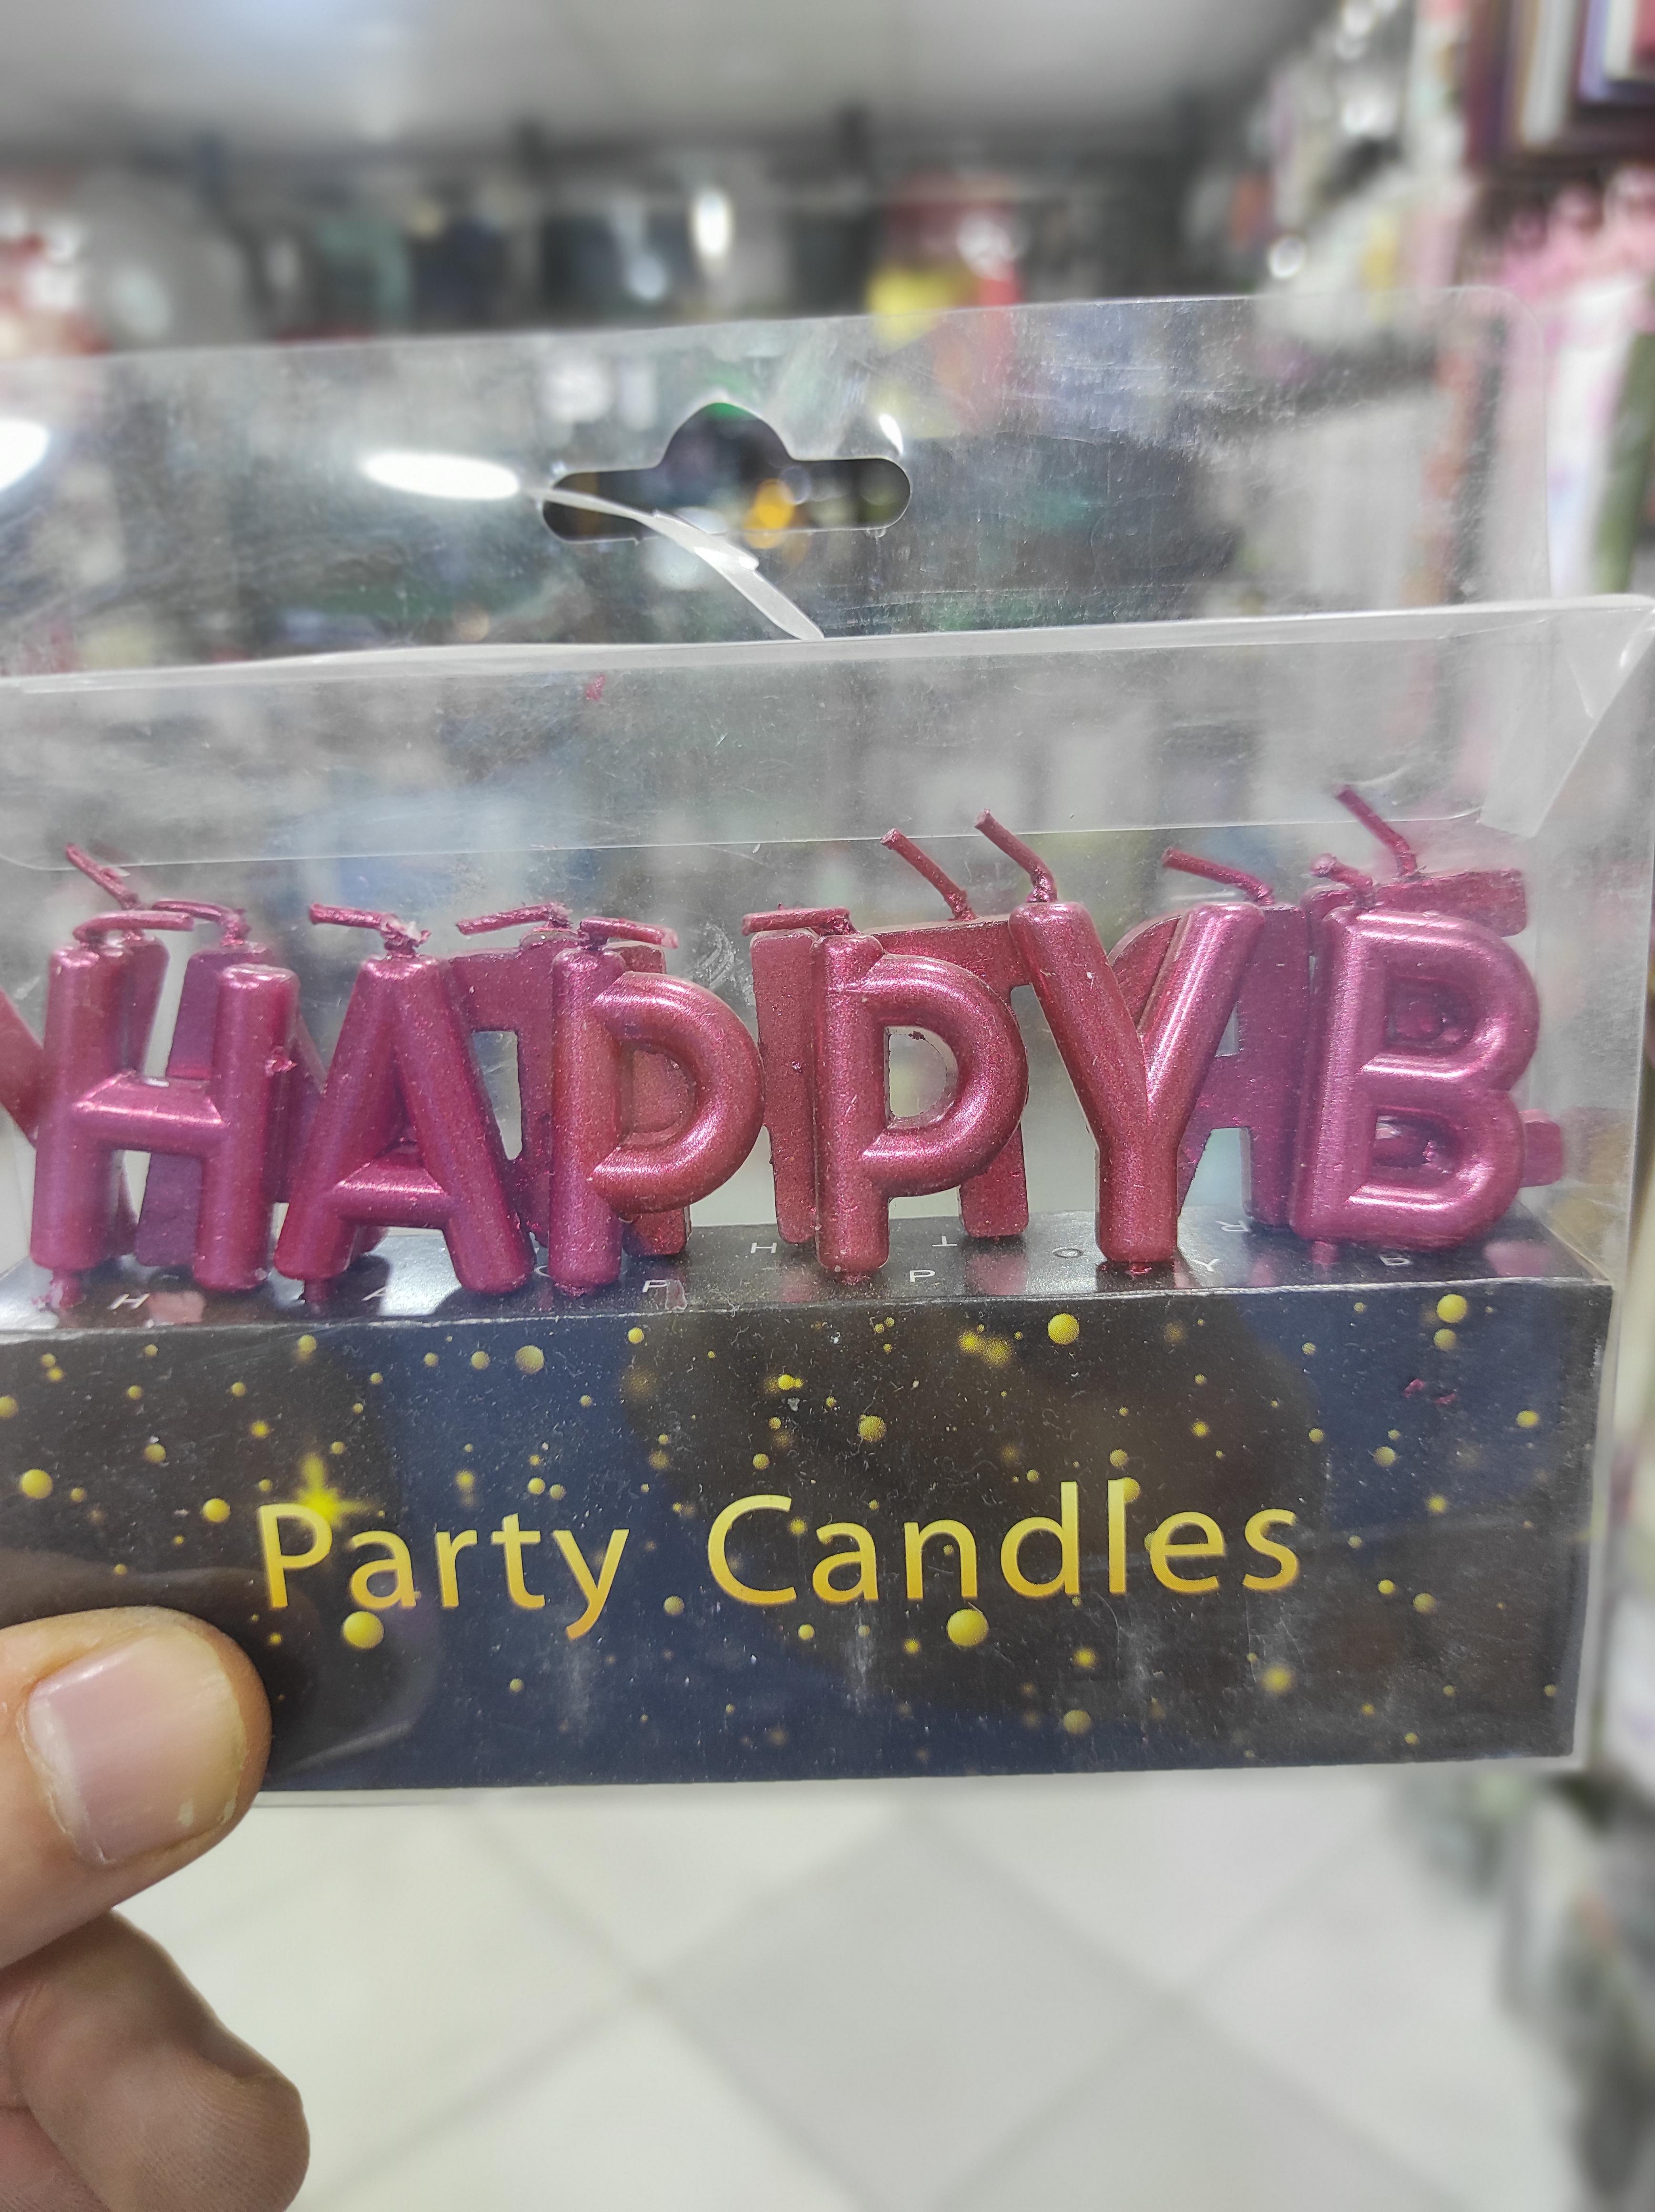 HAPPYB
H A P P Y B
Party Candles